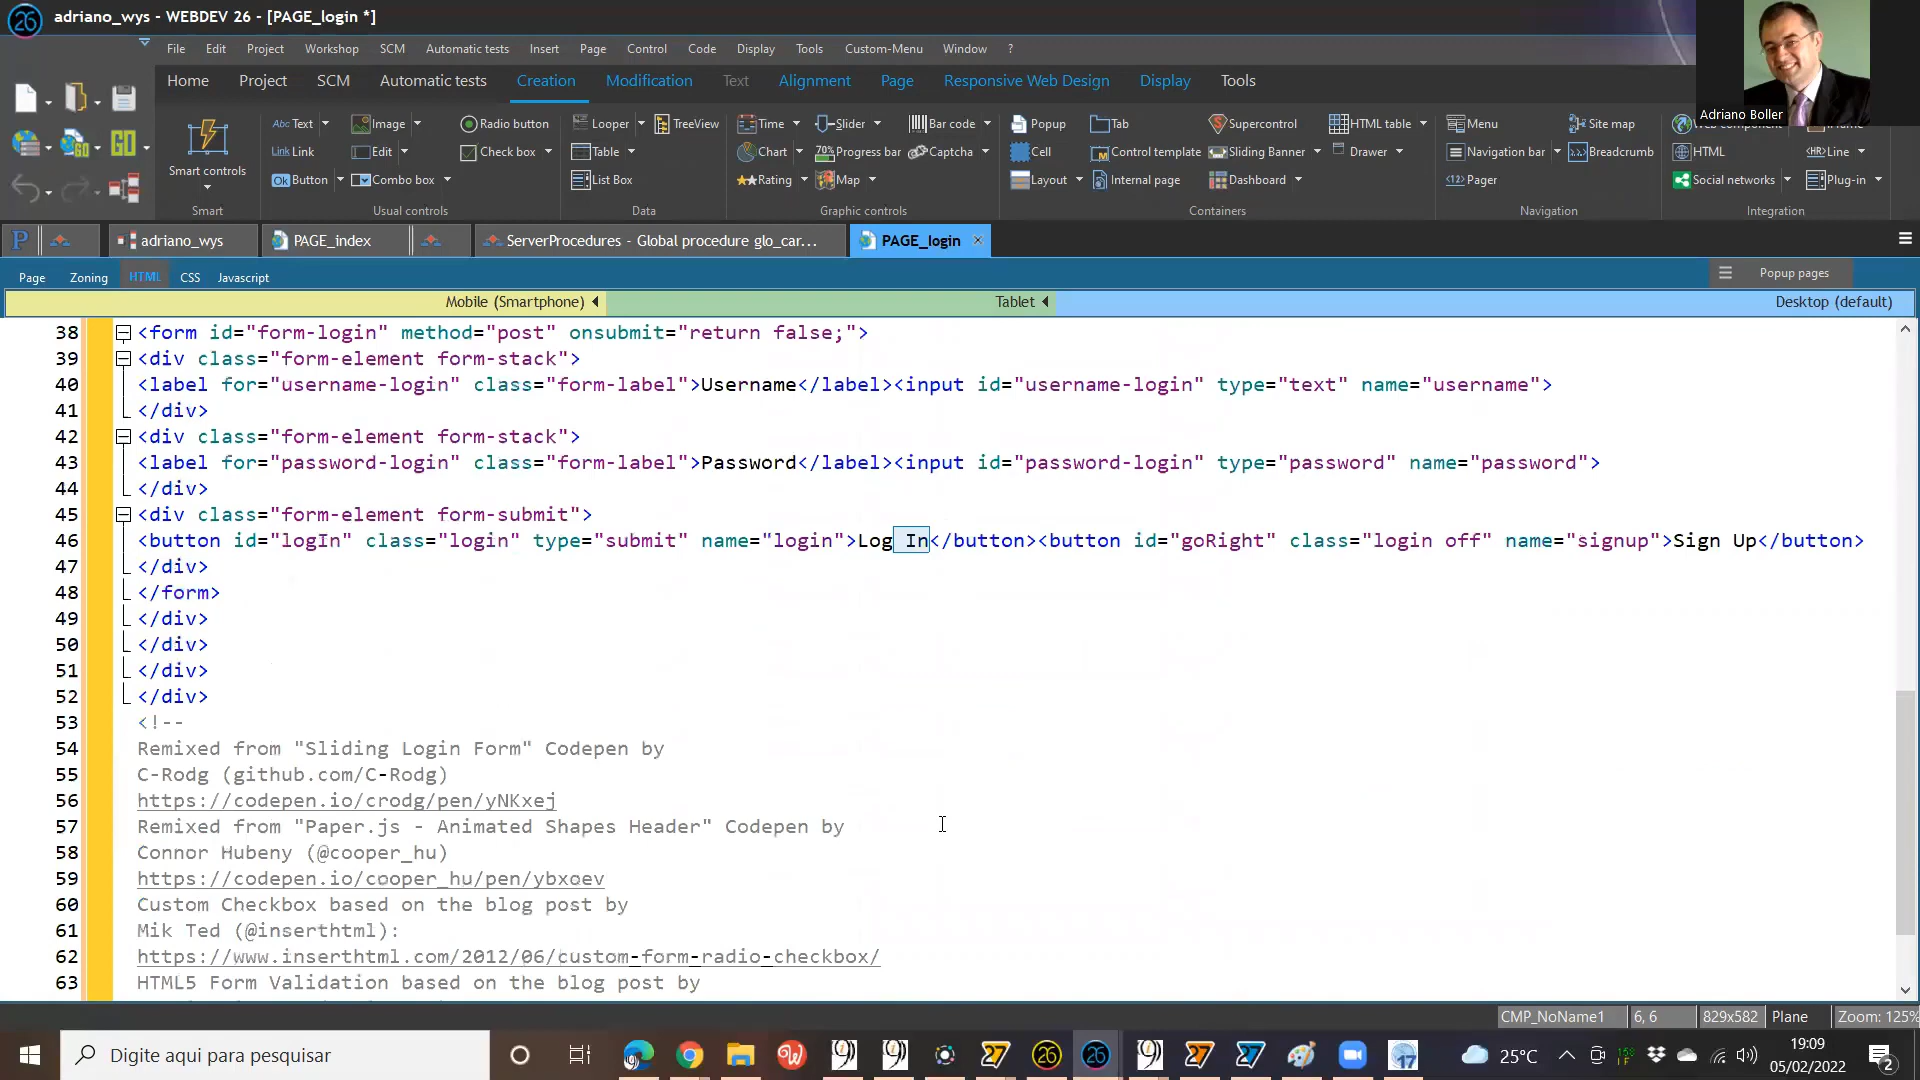 adriano_wys - WEBDEV 26 - [PAGE_login *]
File Edit Project Workshop SCM Automatic tests Insert Page Control Code Display Tools Custom-Menu Window ?
Home Project SCM Automatic tests Creation Modification Text Alignment Page Responsive Web Design Display Tools
Adriano Boller
Abc Text Image Radio button Looper TreeView Time Slider Bar code Popup Tab Supercontrol HTML table Menu Site map
Link Link Edit Check box Table Chart 70% Progress bar Captcha Cell Control template Sliding Banner Drawer Navigation bar Breadcrumb HTML HR Line
Smart controls
Ok Button Combo box List Box Rating Map Layout Internal page Dashboard <12> Pager Social networks Plug-in
Smart Usual controls Data Graphic controls Containers Navigation Integration
adriano_wys PAGE_index ServerProcedures - Global procedure glo_car... PAGE_login ×
Page Zoning HTML CSS Javascript Popup pages
Mobile (Smartphone) Tablet Desktop (default)
38 <form id="form-login" method="post" onsubmit="return false;">
39 <div class="form-element form-stack">
40 <label for="username-login" class="form-label">Username</label><input id="username-login" type="text" name="username">
41 </div>
42 <div class="form-element form-stack">
43 <label for="password-login" class="form-label">Password</label><input id="password-login" type="password" name="password">
44 </div>
45 <div class="form-element form-submit">
46 <button id="logIn" class="login" type="submit" name="login">Log In</button><button id="goRight" class="login off" name="signup">Sign Up</button>
47 </div>
48 </form>
49 </div>
50 </div>
51 </div>
52 </div>
53 <!--
54 Remixed from "Sliding Login Form" Codepen by
55 C-Rodg (github.com/C-Rodg)
56 https://codepen.io/crodg/pen/yNKxej
57 Remixed from "Paper.js - Animated Shapes Header" Codepen by
58 Connor Hubeny (@cooper_hu)
59 https://codepen.io/cooper_hu/pen/ybxoev
60 Custom Checkbox based on the blog post by
61 Mik Ted (@inserthtml):
62 https://www.inserthtml.com/2012/06/custom-form-radio-checkbox/
63 HTML5 Form Validation based on the blog post by
CMP_NoName1 6, 6 829x582 Plane Zoom: 125%
Digite aqui para pesquisar
25°C
19:09
05/02/2022
2